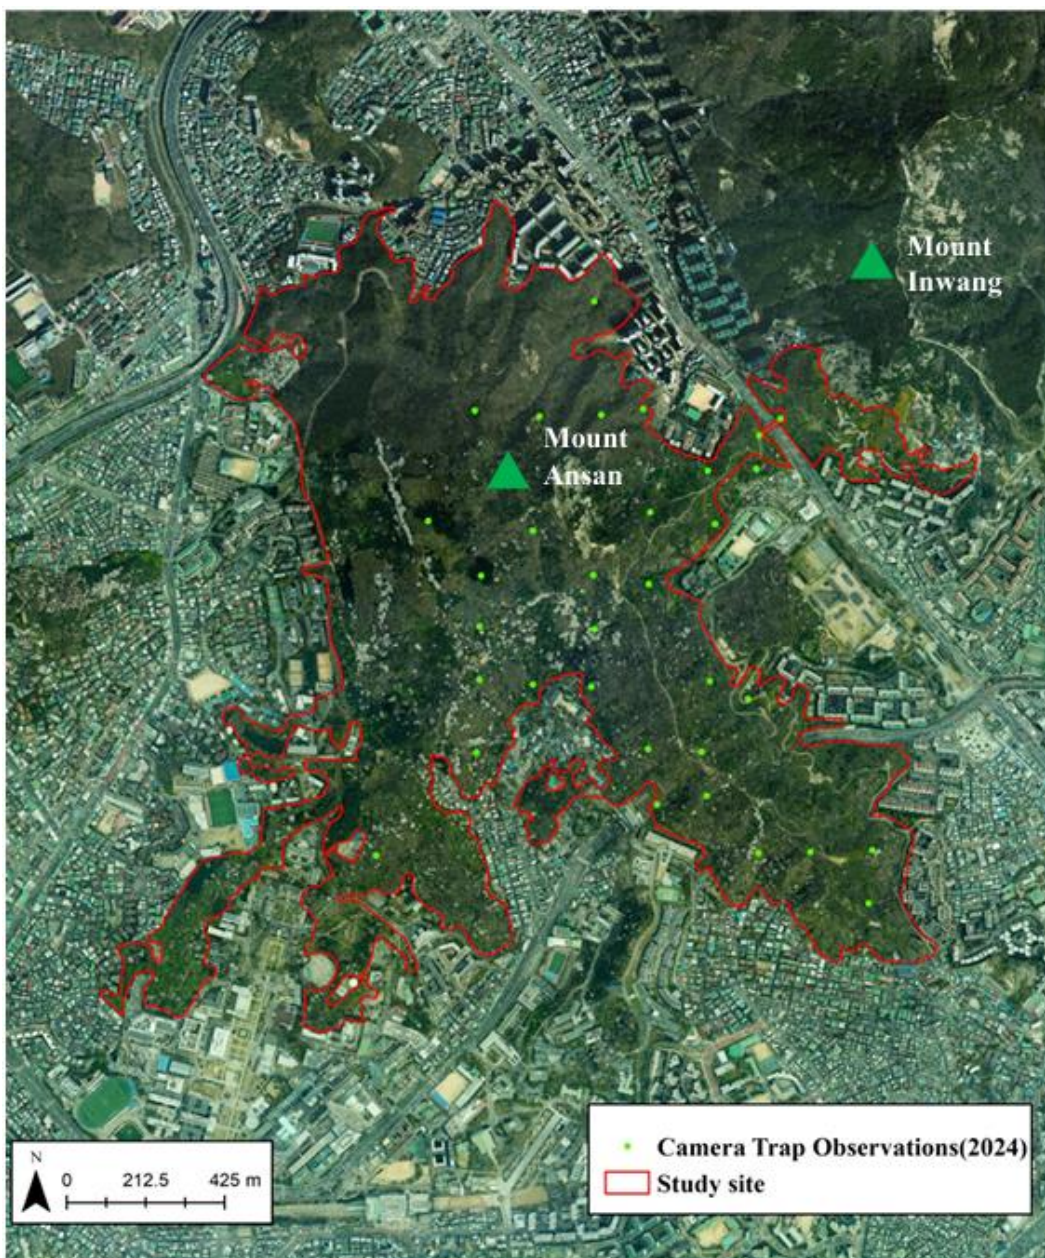 Mount
Inwang
Mount
Ansan
N
0 212.5 425 m
Camera Trap Observations(2024)
Study site